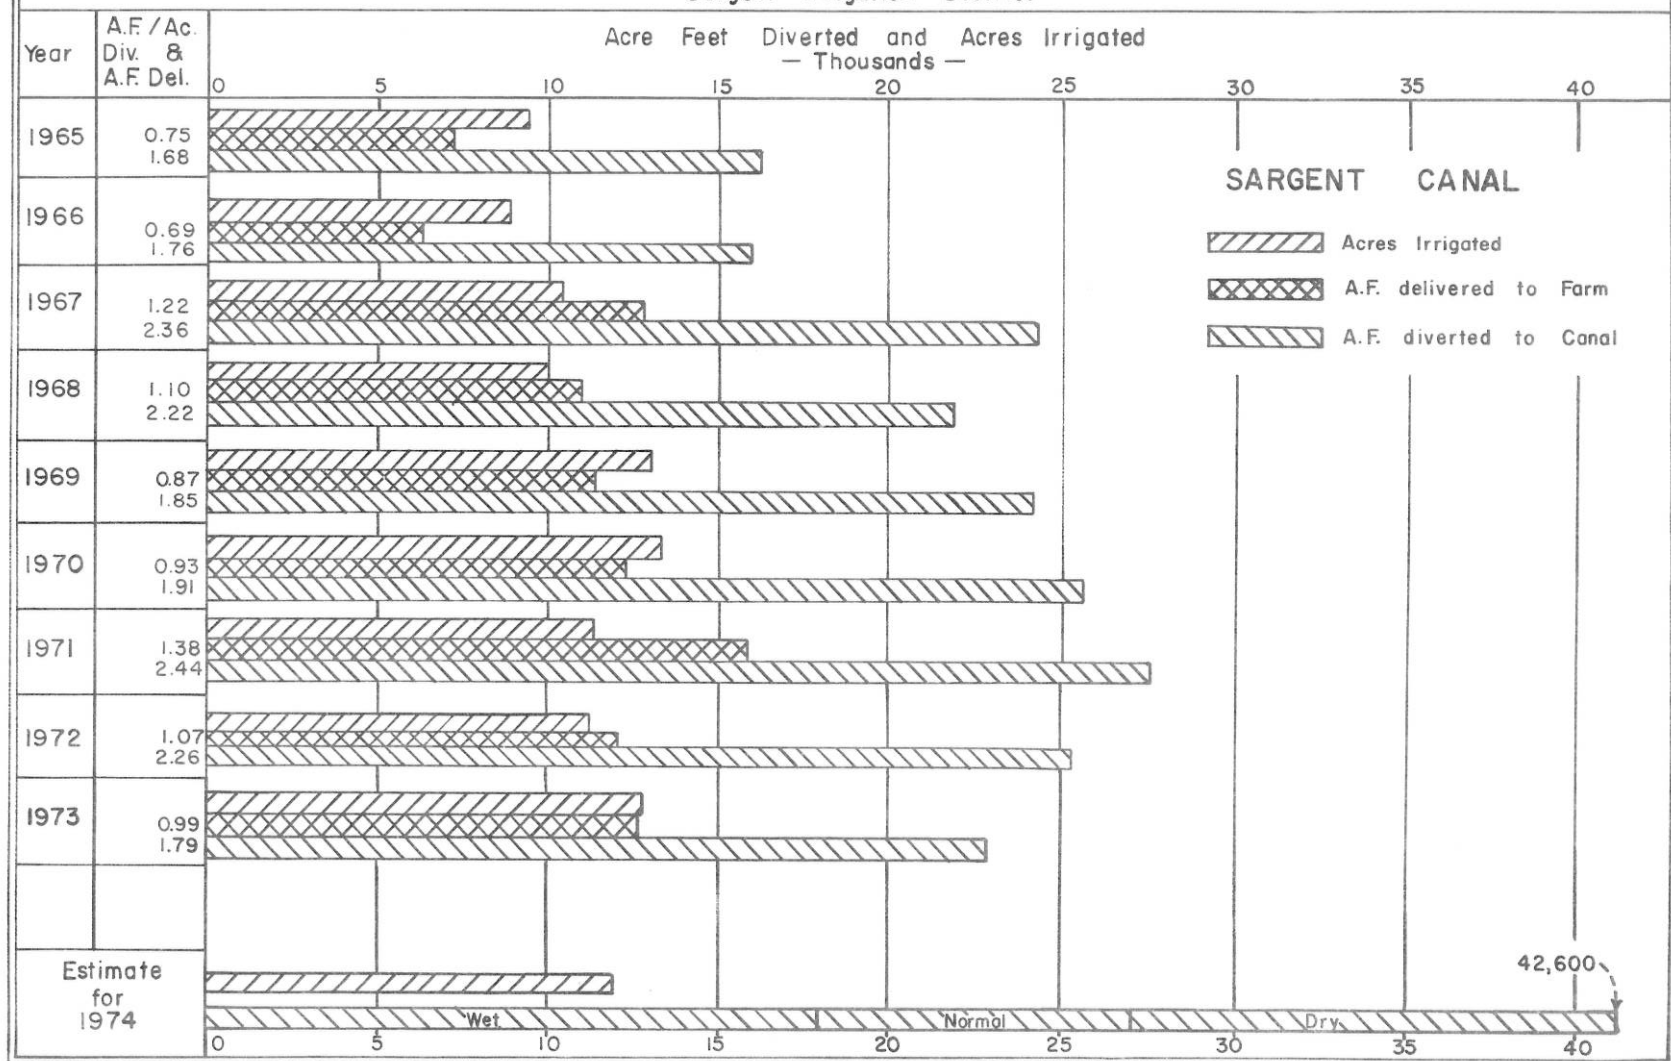 Year
A.F. / Ac.
Div. &
A.F. Del.
Acre Feet Diverted and Acres Irrigated
— Thousands —
0 5 10 15 20 25 30 35 40
1965
0.75
1.68
1966
0.69
1.76
1967
1.22
2.36
1968
1.10
2.22
1969
0.87
1.85
1970
0.93
1.91
1971
1.38
2.44
1972
1.07
2.26
1973
0.99
1.79
SARGENT CANAL
Acres Irrigated
A.F. delivered to Farm
A.F. diverted to Canal
Estimate
for
1974
42,600
Wet Normal Dry
0 5 10 15 20 25 30 35 40